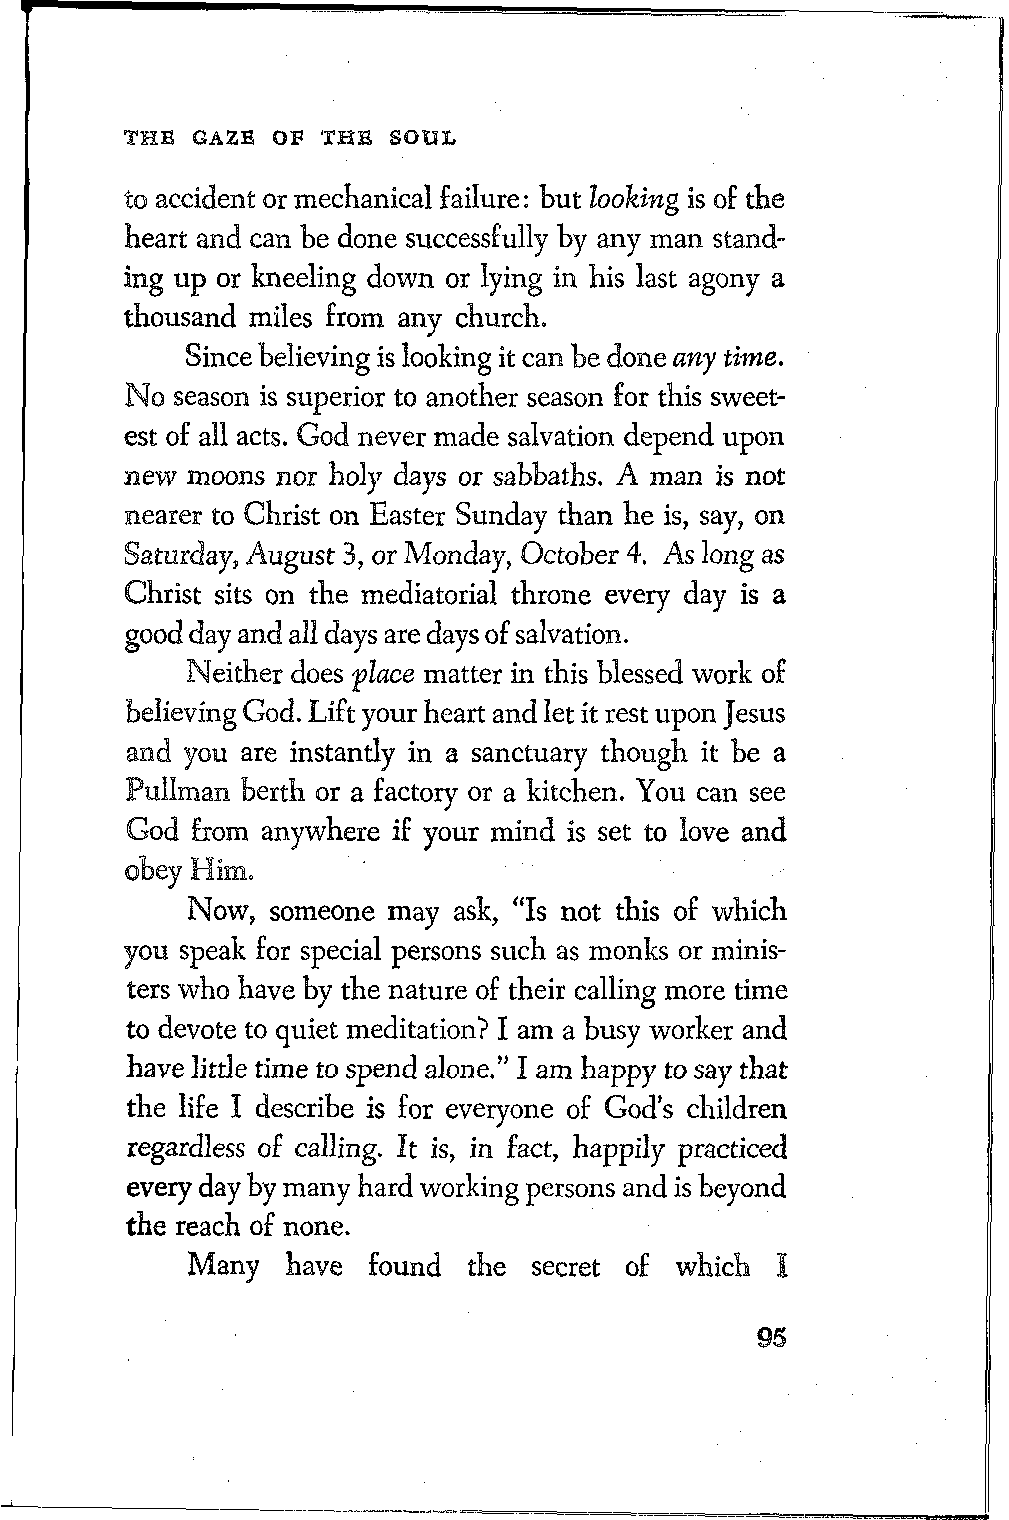 THE GAZE OF THE SOUL
to accident or mechanical failure: but looking is of the
heart and can be done successfully by any man stand-
ing up or kneeling down or lying in his last agony a
thousand miles from any church.
Since believing is looking it can be done any time.
No season is superior to another season for this sweet-
est of all acts. God never made salvation depend upon
new moons nor holy days or sabbaths. A man is not
nearer to Christ on Easter Sunday than he is, say, on
Saturday, August 3, or Monday, October 4. As long as
Christ sits on the mediatorial throne every day is a
good day and all days are days of salvation.
Neither does place matter in this blessed work of
believing God. Lift your heart and let it rest upon Jesus
and you are instantly in a sanctuary though it be a
Pullman berth or a factory or a kitchen. You can see
God from anywhere if your mind is set to love and
obey Him.
Now, someone may ask, “Is not this of which
you speak for special persons such as monks or minis-
ters who have by the nature of their calling more time
to devote to quiet meditation? I am a busy worker and
have little time to spend alone.” I am happy to say that
the life I describe is for everyone of God's children
regardless of calling. It is, in fact, happily practiced
every day by many hard working persons and is beyond
the reach of none.
Many have found the secret of which I
95